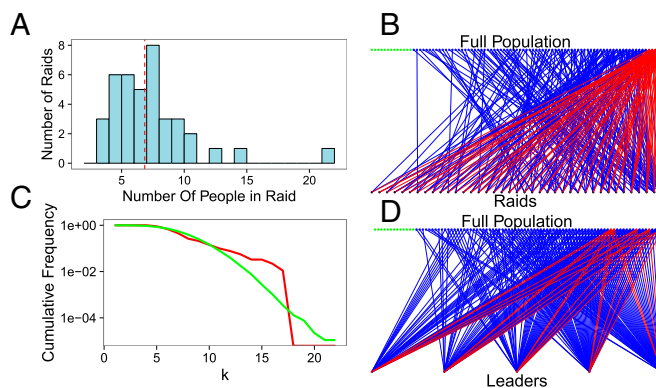 A
Number of Raids
8
6
4
2
0
5
10
15
20
Number Of People in Raid
B
Full Population
Raids
C
Cumulative Frequency
1e+00
1e−02
1e−04
0
5
10
15
20
k
D
Full Population
Leaders